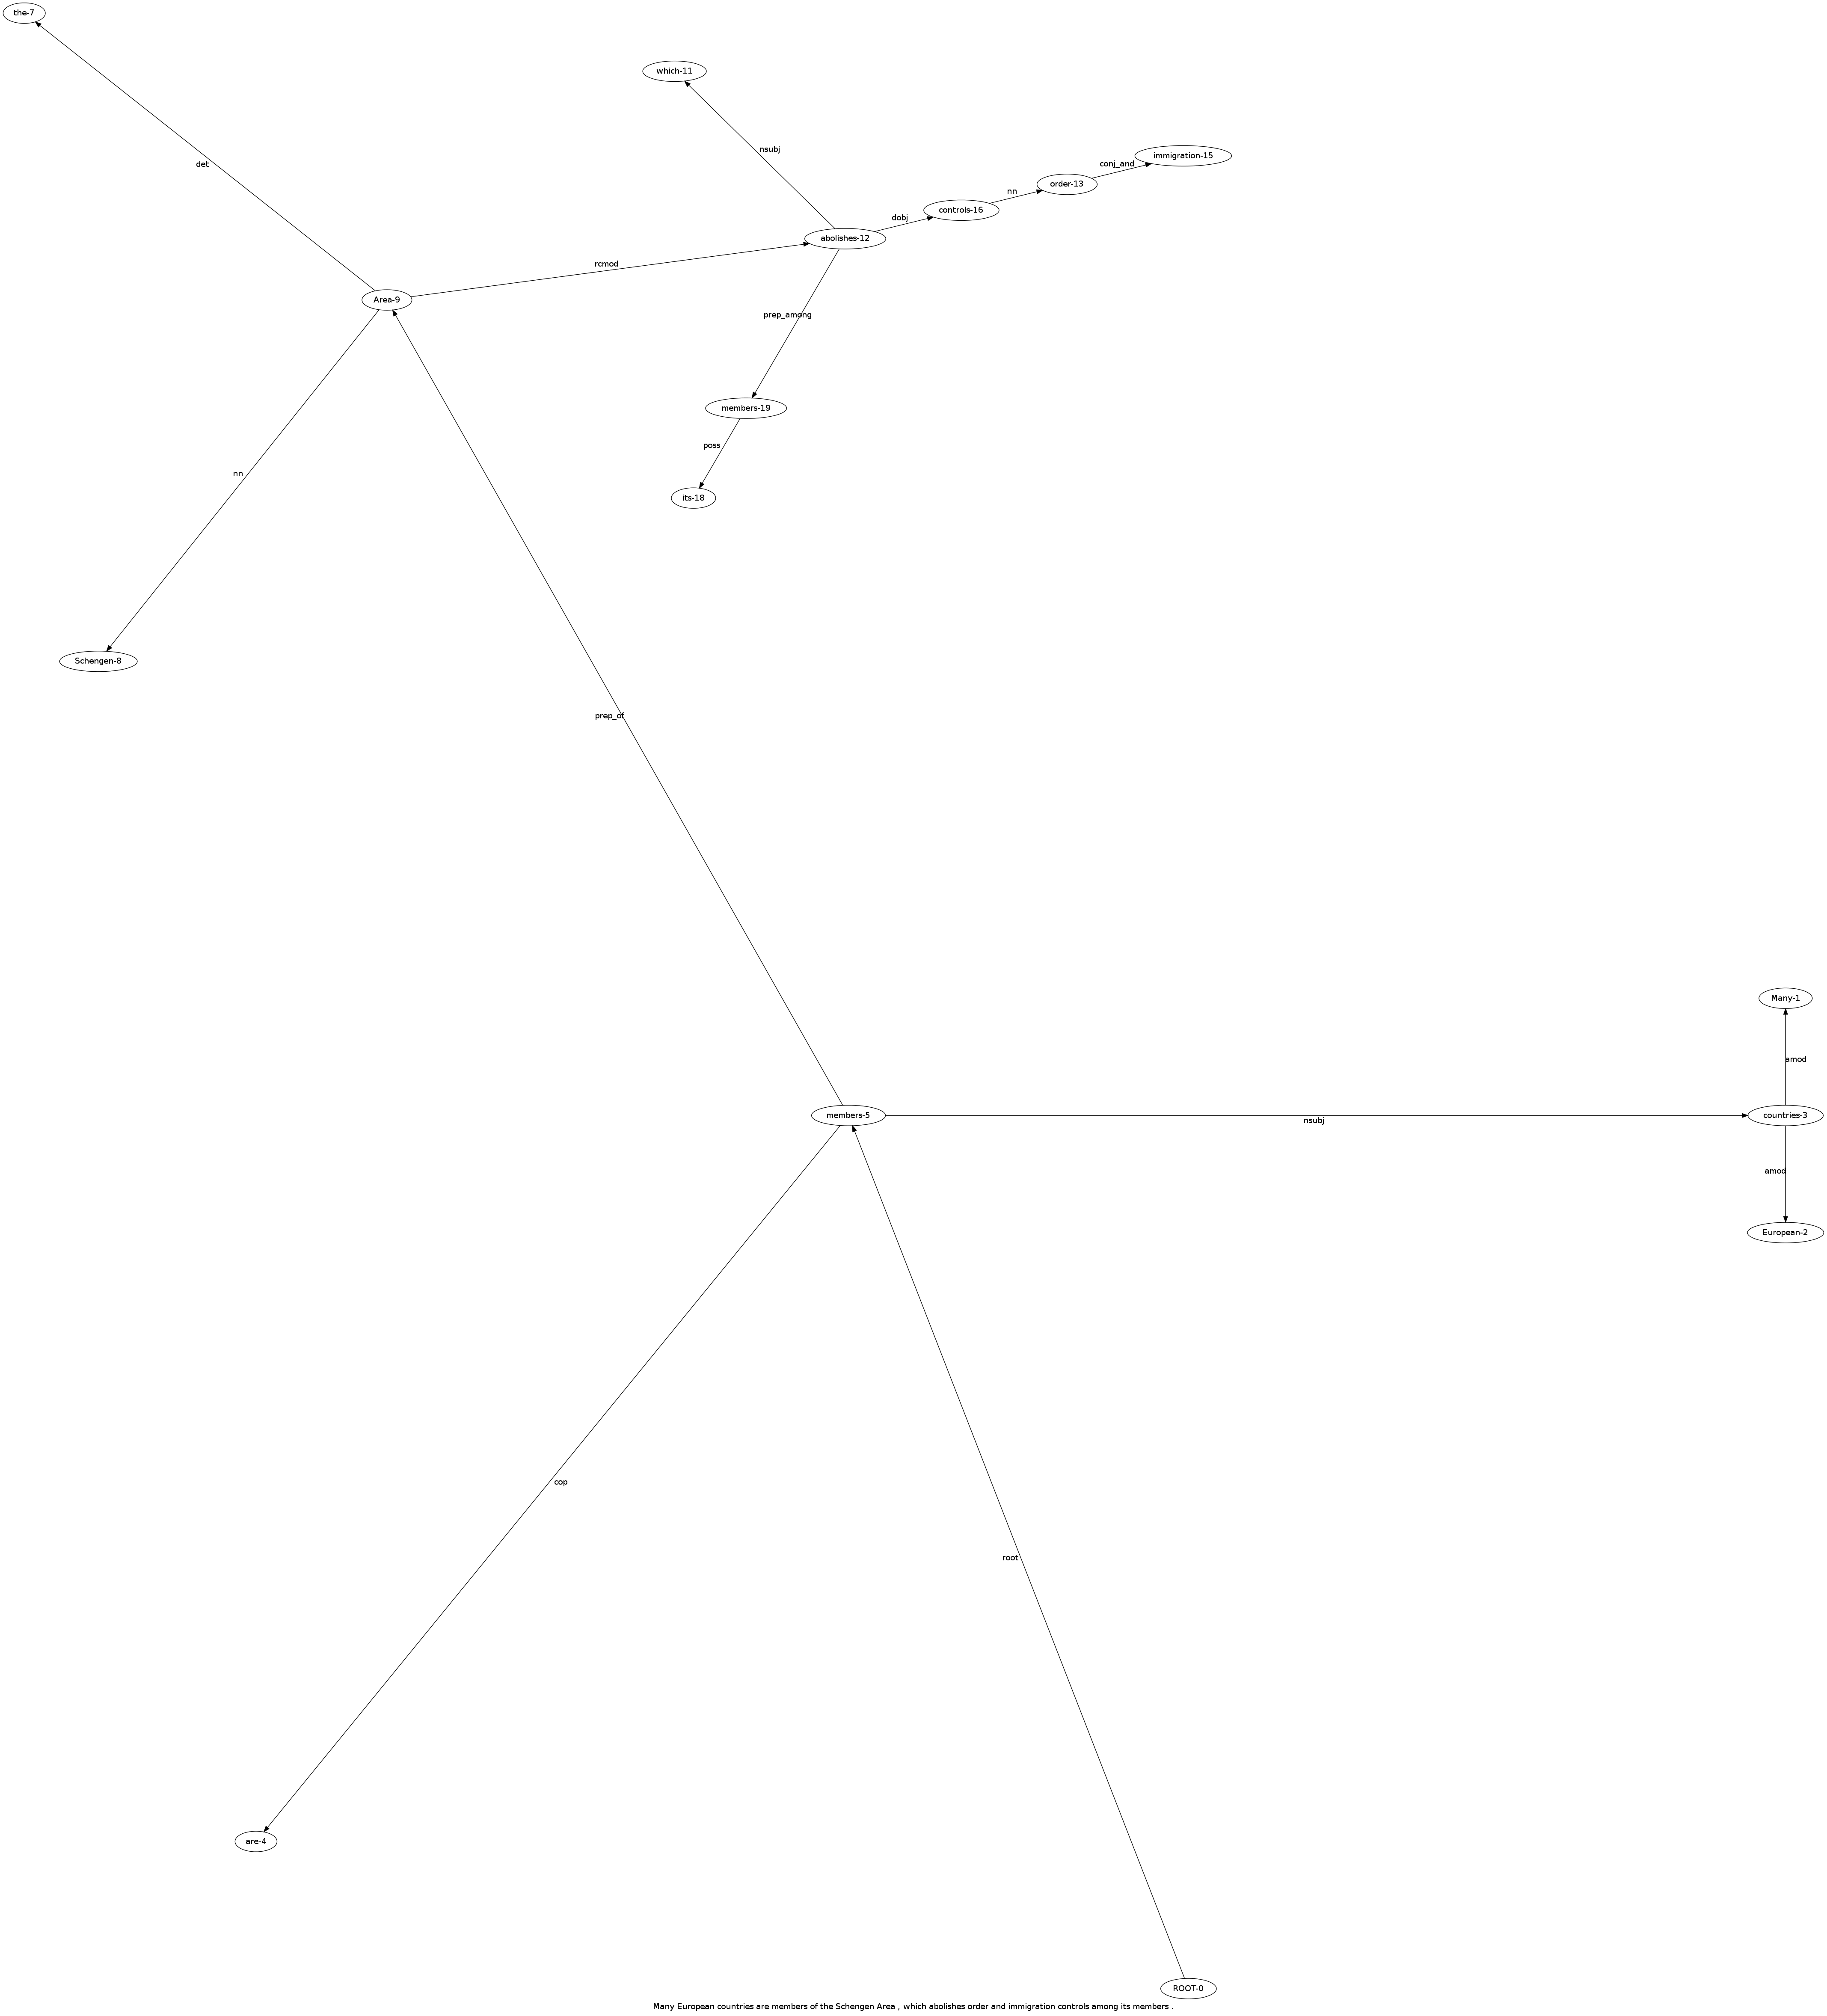 the-7
which-11
nsubj
immigration-15
conj_and
det
order-13
nn
controls-16
dobj
abolishes-12
rcmod
Area-9
prep_among
members-19
poss
nn
its-18
Schengen-8
prep_of
Many-1
amod
members-5
countries-3
nsubj
amod
European-2
cop
root
are-4
ROOT-0
Many European countries are members of the Schengen Area , which abolishes order and immigration controls among its members .